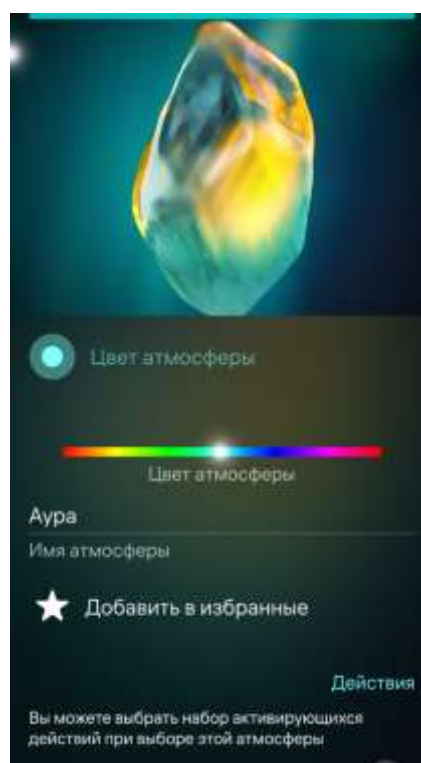 Цвет атмосферы
Цвет атмосферы
Аура
Имя атмосферы
Добавить в избранные
Действия
Вы можете выбрать набор активирующихся
действий при выборе этой атмосферы